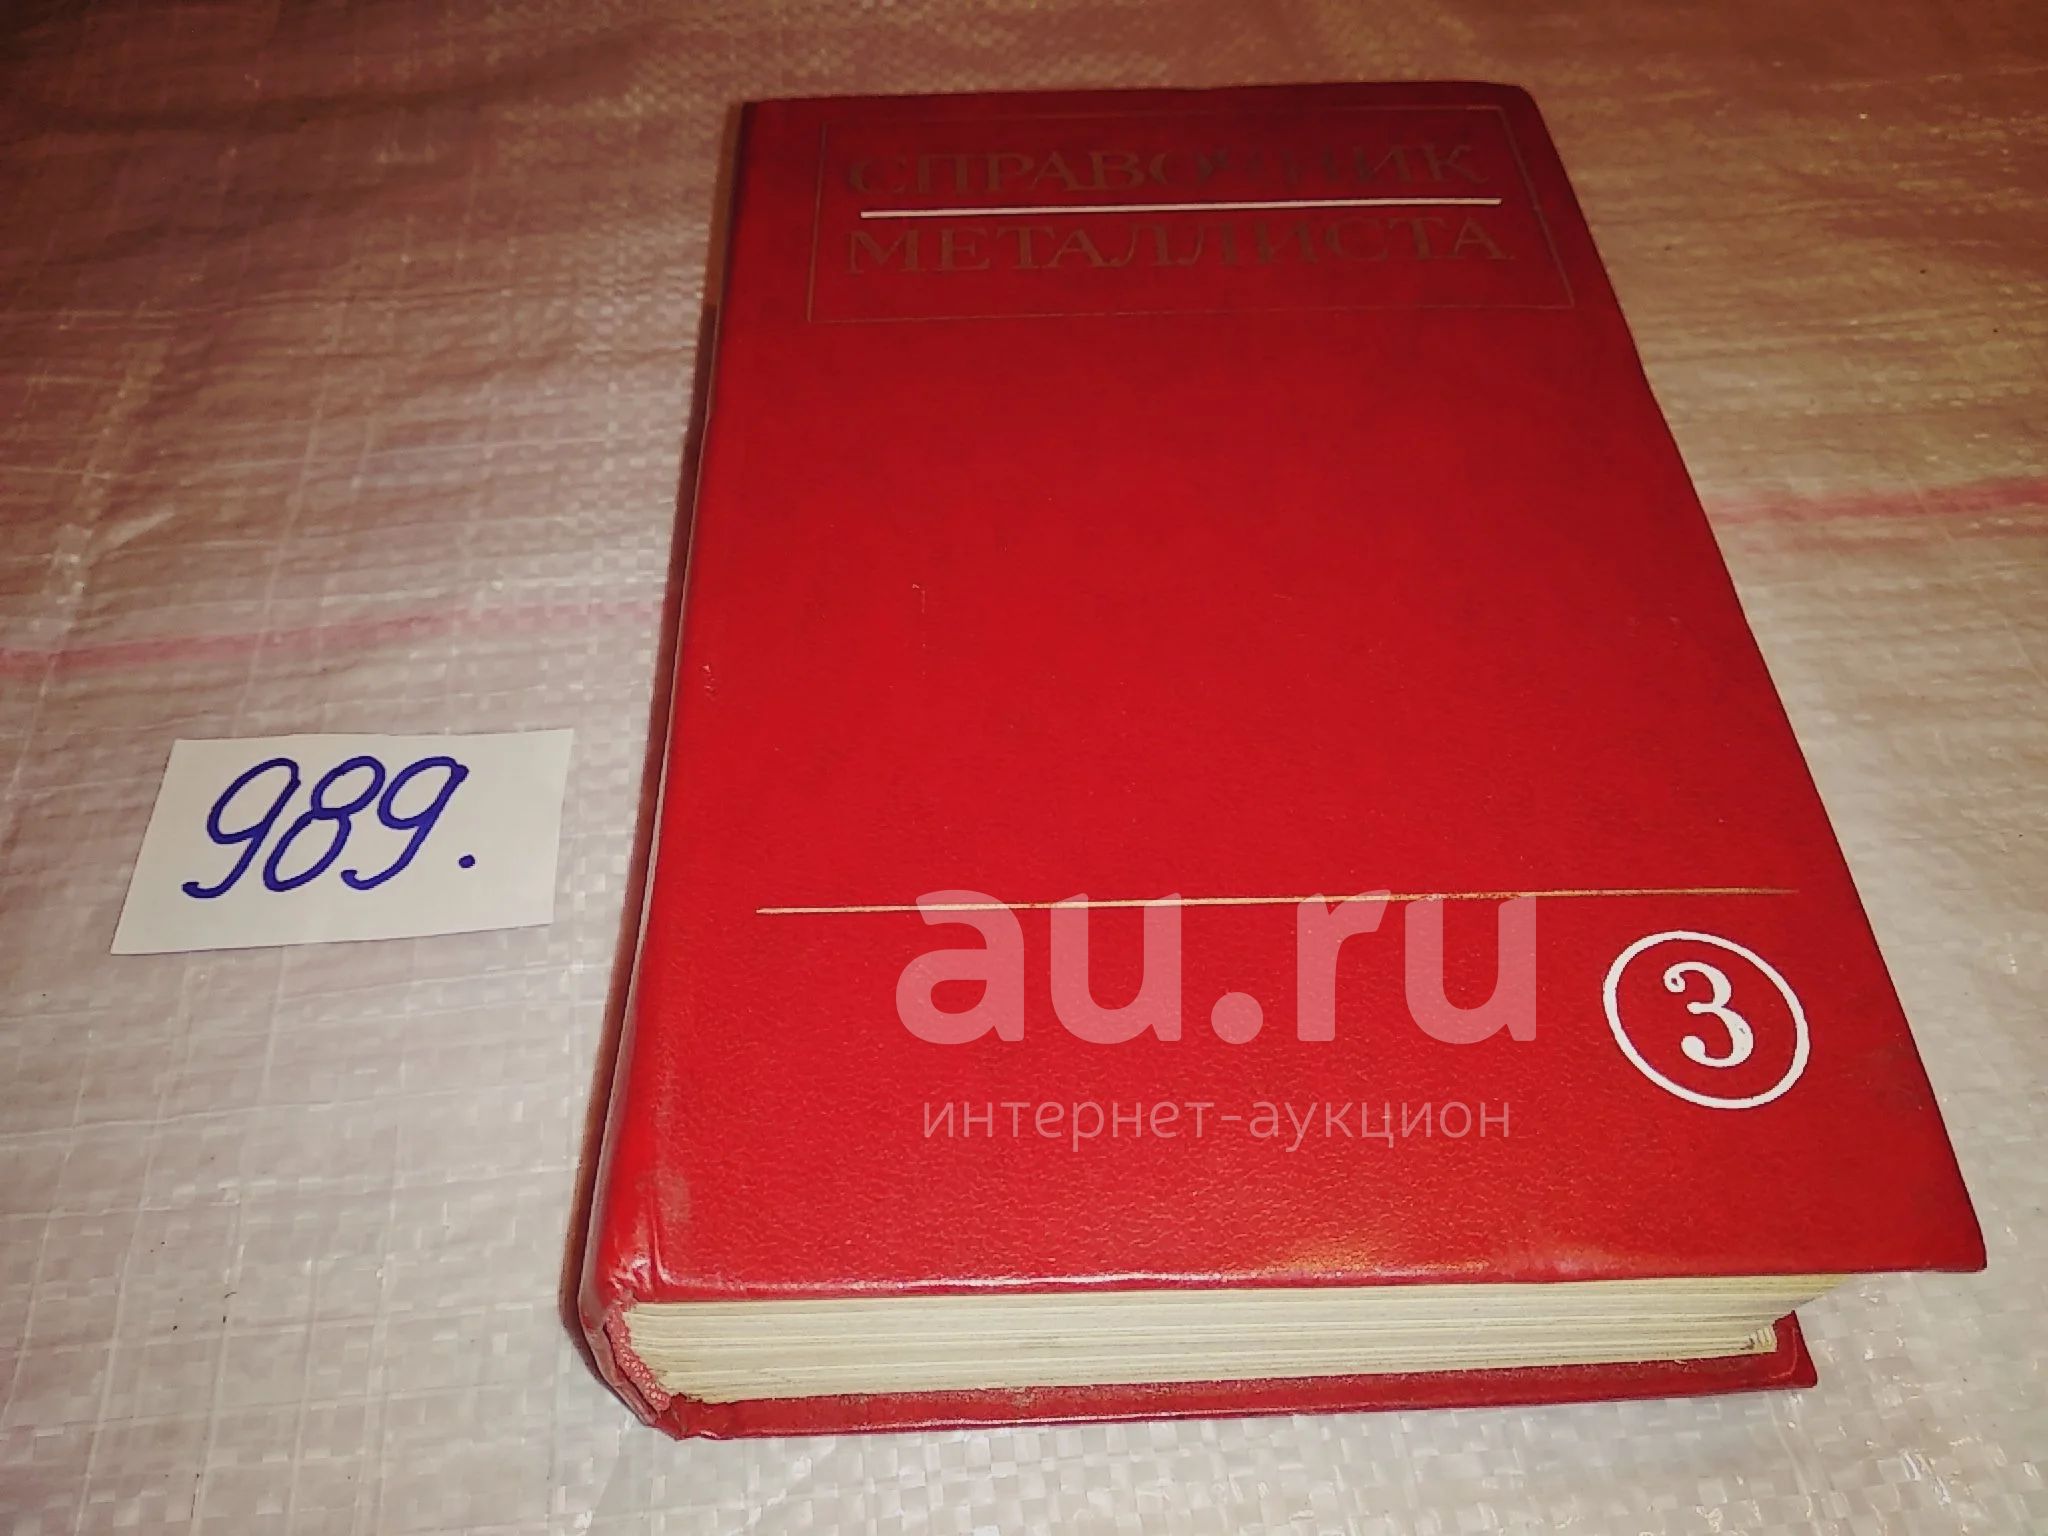 СПРАВОЧНИК
МЕТАЛЛИСТА
989.
au.ru
интернет-аукцион
3